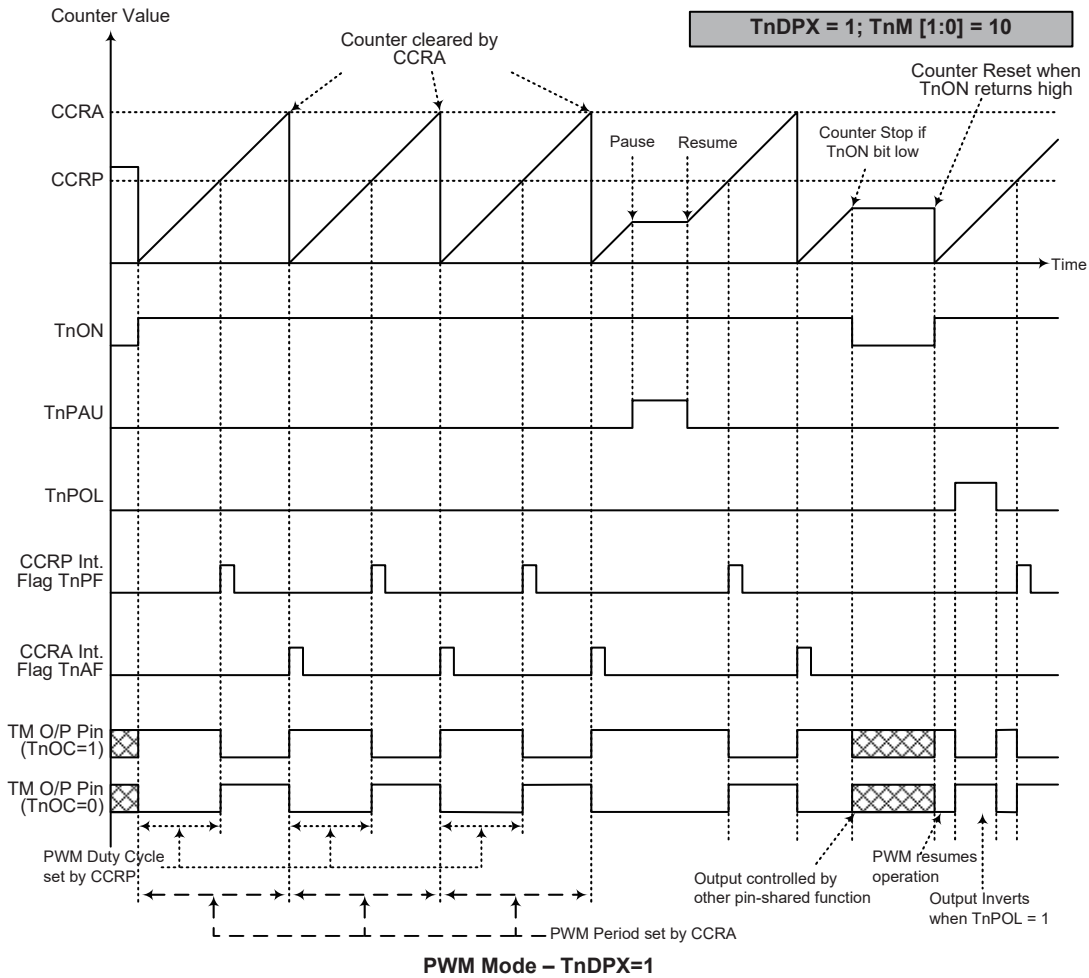 Counter Value
TnDPX = 1; TnM [1:0] = 10
Counter cleared by
CCRA
Counter Reset when
TnON returns high
CCRA
Pause
Resume
Counter Stop if
TnON bit low
CCRP
Time
TnON
TnPAU
TnPOL
CCRP Int.
Flag TnPF
CCRA Int.
Flag TnAF
TM O/P Pin
(TnOC=1)
TM O/P Pin
(TnOC=0)
PWM Duty Cycle
set by CCRP
Output controlled by
other pin-shared function
PWM resumes
operation
Output Inverts
when TnPOL = 1
PWM Period set by CCRA
PWM Mode – TnDPX=1